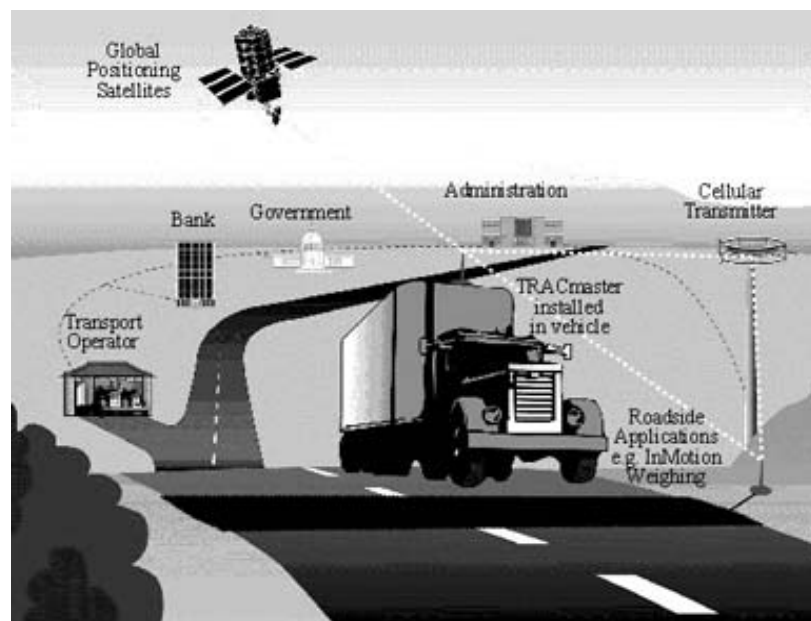 Global
Positioning
Satellites
Administration
Cellular
Transmitter
Government
Bank
TRACmaster
installed
in vehicle
Transport
Operator
Roadside
Applications
e.g. InMotion
Weighing